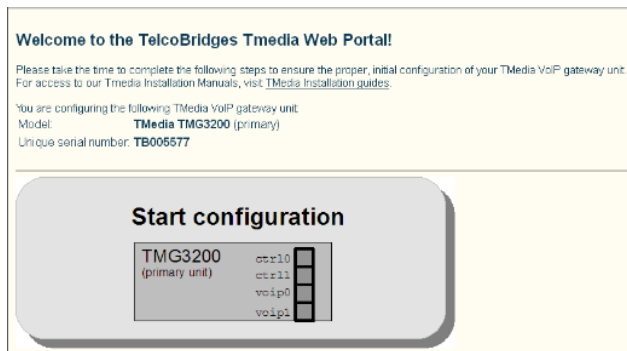 Welcome to the TelcoBridges Tmedia Web Portal!
Please take the time to complete the following steps to ensure the proper, initial configuration of your TMedia VoIP gateway unit.
For access to our Tmedia Installation Manuals, visit TMedia Installation guides.
You are configuring the following TMedia VoIP gateway unit:
Model: TMedia TMG3200 (primary)
Unique serial number: TB005577
Start configuration
TMG3200
(primary unit)
ctrl0
ctrl1
voip0
voip1